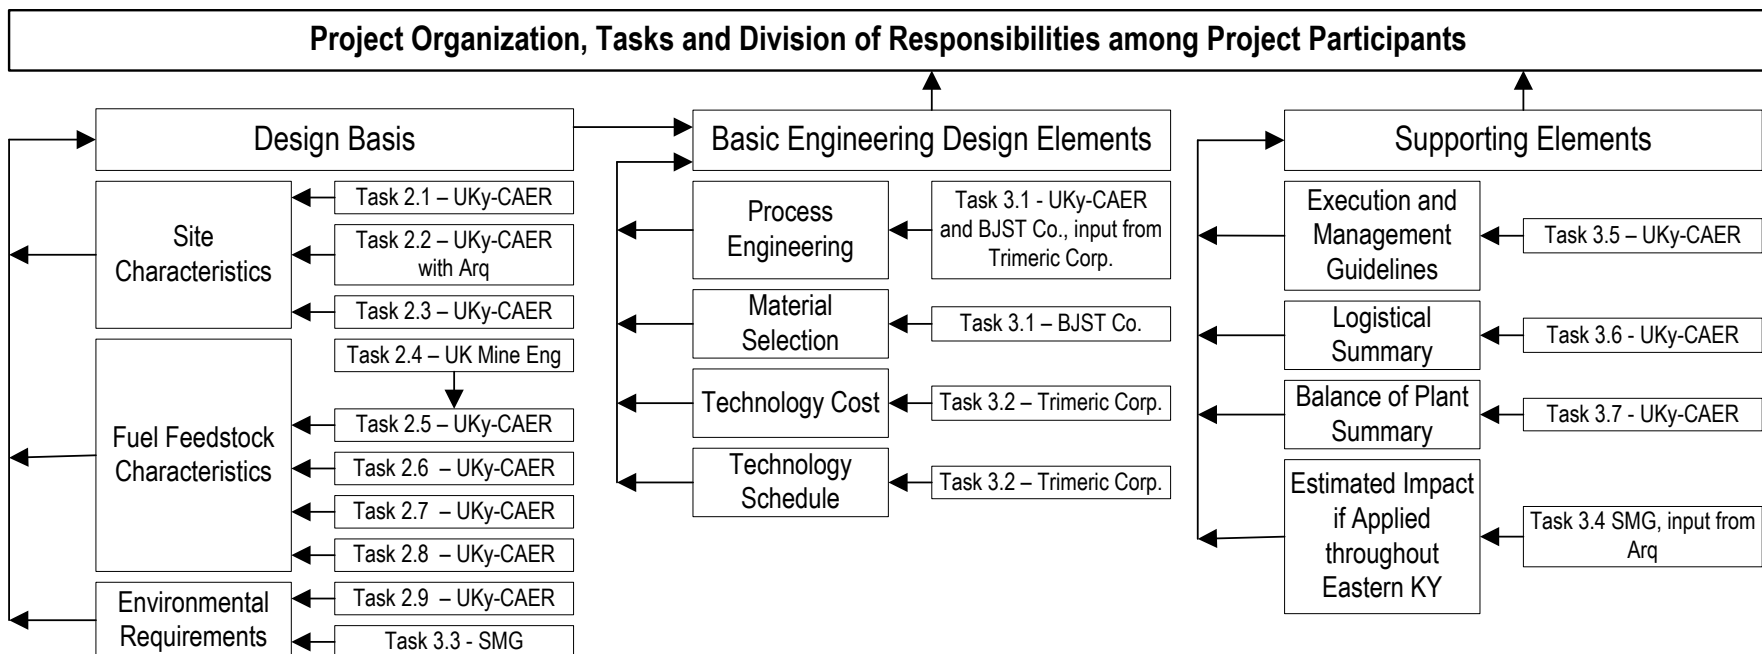 Project Organization, Tasks and Division of Responsibilities among Project Participants
Design Basis
Site
Characteristics
Task 2.1 – UKy-CAER
Task 2.2 – UKy-CAER
with Arq
Task 2.3 – UKy-CAER
Fuel Feedstock
Characteristics
Task 2.4 – UK Mine Eng
Task 2.5 – UKy-CAER
Task 2.6 – UKy-CAER
Task 2.7 – UKy-CAER
Task 2.8 – UKy-CAER
Environmental
Requirements
Task 2.9 – UKy-CAER
Task 3.3 - SMG
Basic Engineering Design Elements
Process
Engineering
Task 3.1 - UKy-CAER
and BJST Co., input from
Trimeric Corp.
Material
Selection
Task 3.1 – BJST Co.
Technology Cost
Task 3.2 – Trimeric Corp.
Technology
Schedule
Task 3.2 – Trimeric Corp.
Supporting Elements
Execution and
Management
Guidelines
Task 3.5 – UKy-CAER
Logistical
Summary
Task 3.6 - UKy-CAER
Balance of Plant
Summary
Task 3.7 - UKy-CAER
Estimated Impact
if Applied
throughout
Eastern KY
Task 3.4 SMG, input from
Arq